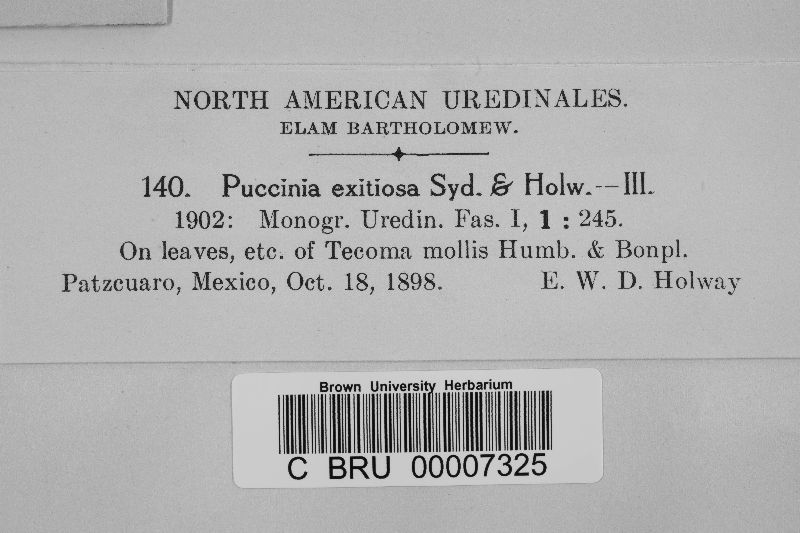 NORTH AMERICAN UREDINALES.
ELAM BARTHOLOMEW.
140. Puccinia exitiosa Syd. & Holw.--III.
1902: Monogr. Uredin. Fas. I, 1 : 245.
On leaves, etc. of Tecoma mollis Humb. & Bonpl.
Patzcuaro, Mexico, Oct. 18, 1898. E. W. D. Holway
Brown University Herbarium
C BRU 00007325